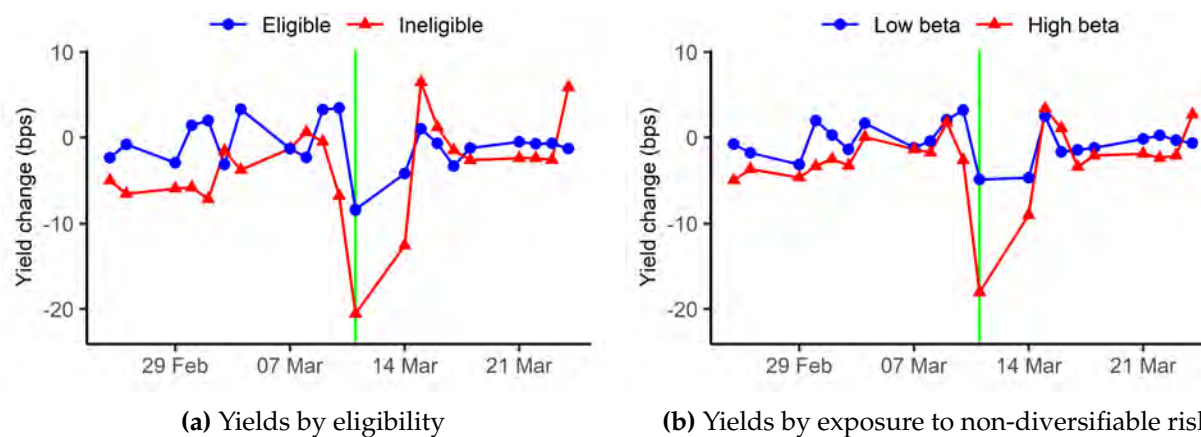 Eligible Ineligible
10
0
-10
-20
Yield change (bps)
29 Feb 07 Mar 14 Mar 21 Mar
(a) Yields by eligibility
Low beta High beta
10
0
-10
-20
Yield change (bps)
29 Feb 07 Mar 14 Mar 21 Mar
(b) Yields by exposure to non-diversifiable risk